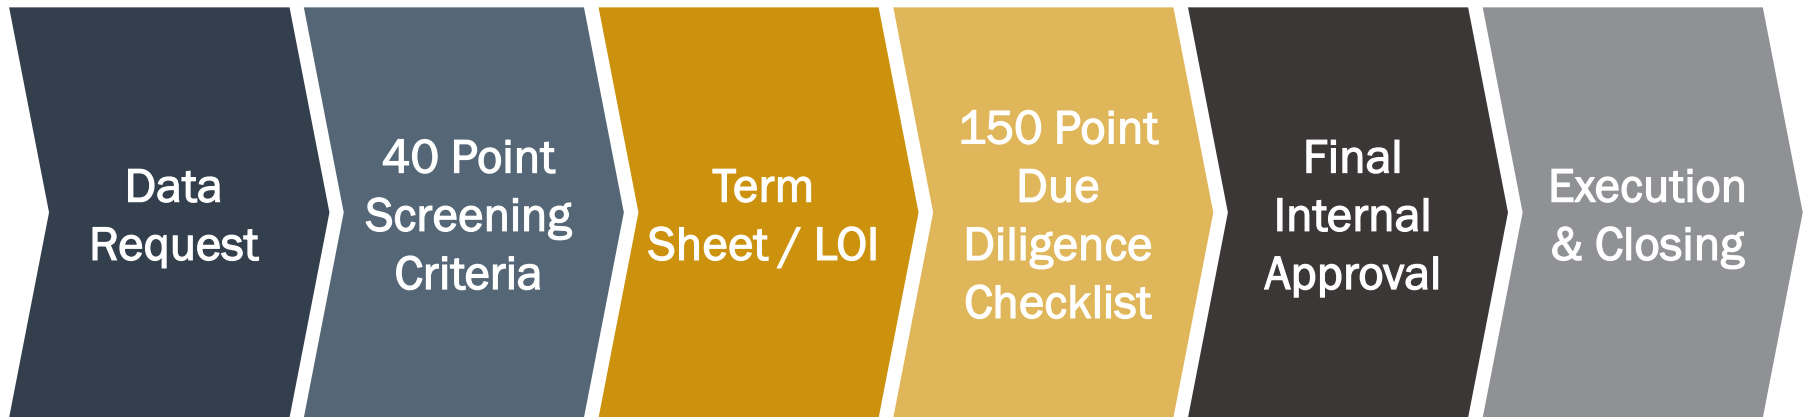 Data
Request
40 Point
Screening
Criteria
Term
Sheet / LOI
150 Point
Due
Diligence
Checklist
Final
Internal
Approval
Execution
& Closing